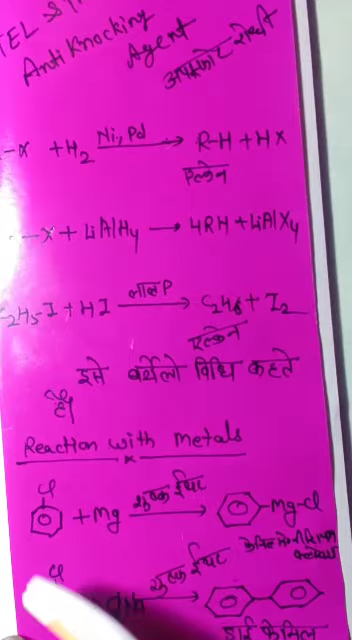 TEL
Anti Knocking
Agent
अपस्फोट रोधी
-X + H₂ Ni, Pd → R-H + HX
एल्केन
-X + LiAlH₄ → 4RH + LiAlX₄
C₂H₅-I + HI लाल P → C₂H₆ + I₂
एल्केन
इसे बर्थेलो विधि कहते
है।
Reaction with Metals
Cl
+ Mg शुष्क ईथर → -Mg-Cl
Cl
शुष्क ईथर →
डाई फेनिल